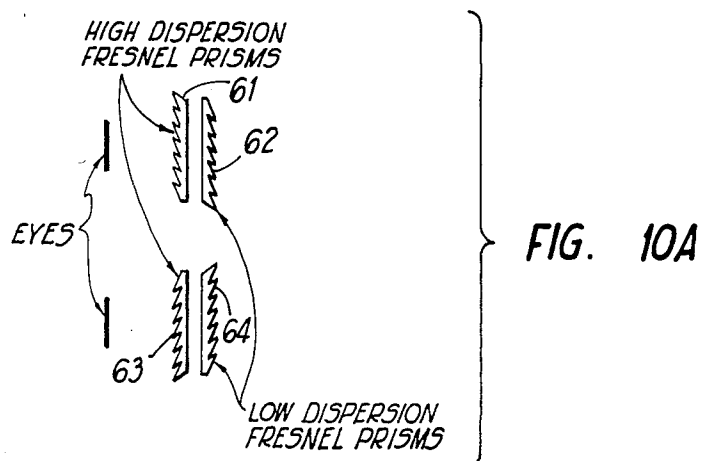 HIGH DISPERSION
FRESNEL PRISMS
61
62
EYES
FIG. 10A
63
64
LOW DISPERSION
FRESNEL PRISMS